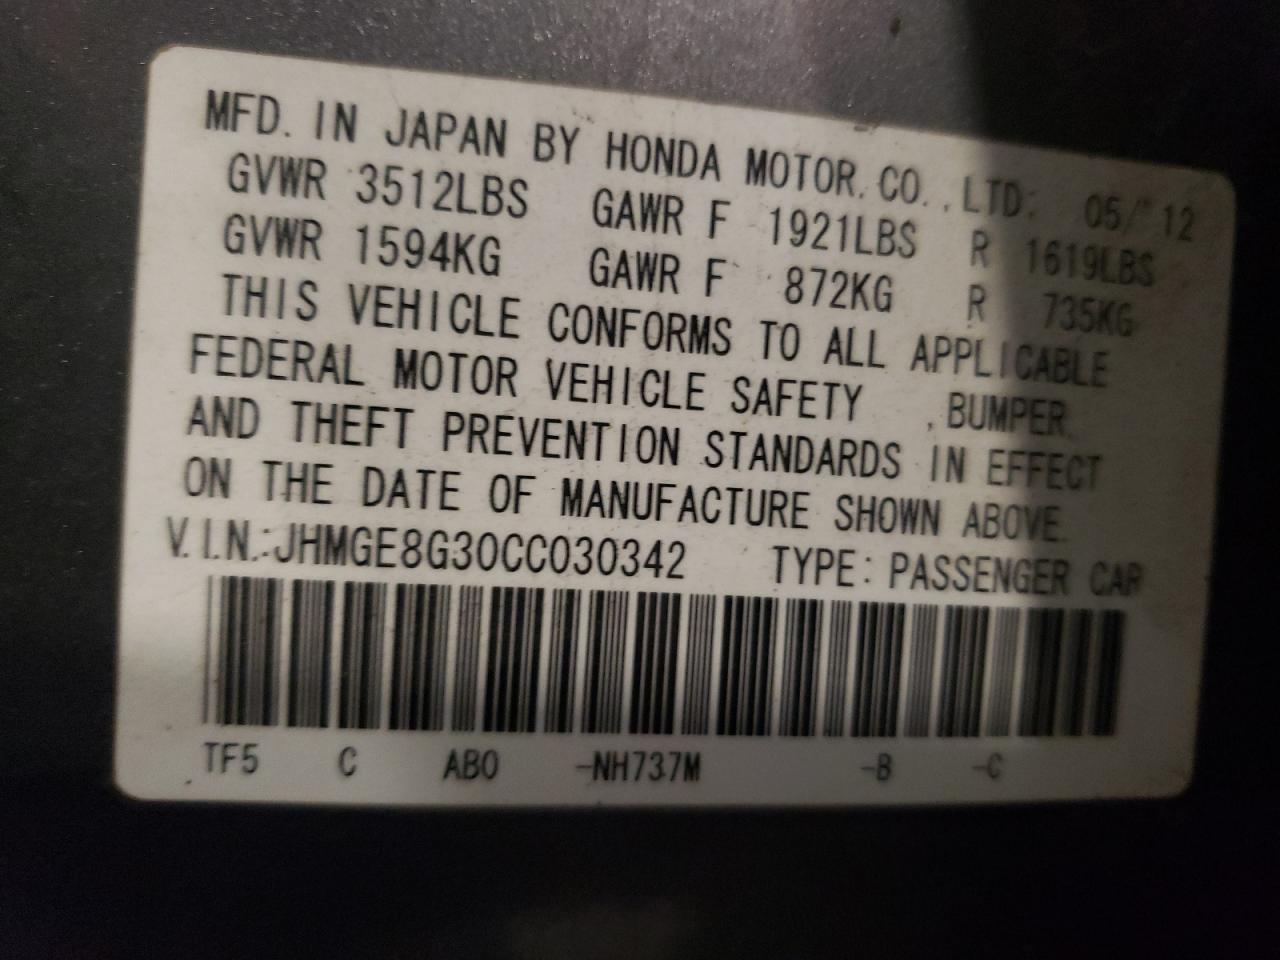 MFD. IN JAPAN BY HONDA MOTOR. CO., LTD. 05/ 12
GVWR 3512LBS GAWR F 1921LBS R 1619LBS
GVWR 1594KG GAWR F 872KG R 735KG
THIS VEHICLE CONFORMS TO ALL APPLICABLE
FEDERAL MOTOR VEHICLE SAFETY , BUMPER,
AND THEFT PREVENTION STANDARDS IN EFFECT
ON THE DATE OF MANUFACTURE SHOWN ABOVE.
V.I.N.:JHMGE8G30CC030342 TYPE: PASSENGER CAR
TF5 C AB0 -NH737M -B -C